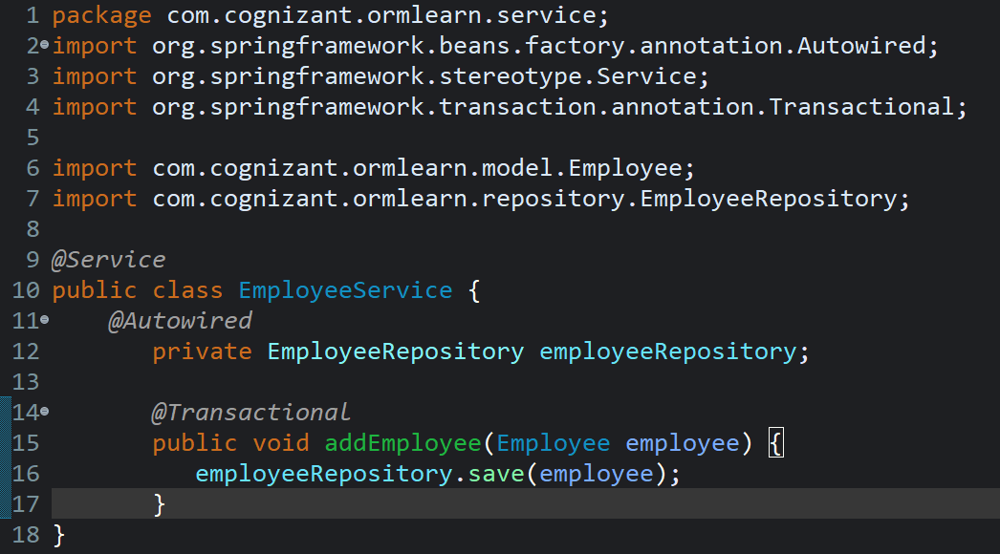 1 package com.cognizant.ormlearn.service;
2 import org.springframework.beans.factory.annotation.Autowired;
3 import org.springframework.stereotype.Service;
4 import org.springframework.transaction.annotation.Transactional;
5
6 import com.cognizant.ormlearn.model.Employee;
7 import com.cognizant.ormlearn.repository.EmployeeRepository;
8
9 @Service
10 public class EmployeeService {
11     @Autowired
12        private EmployeeRepository employeeRepository;
13
14        @Transactional
15        public void addEmployee(Employee employee) {
16           employeeRepository.save(employee);
17        }
18 }